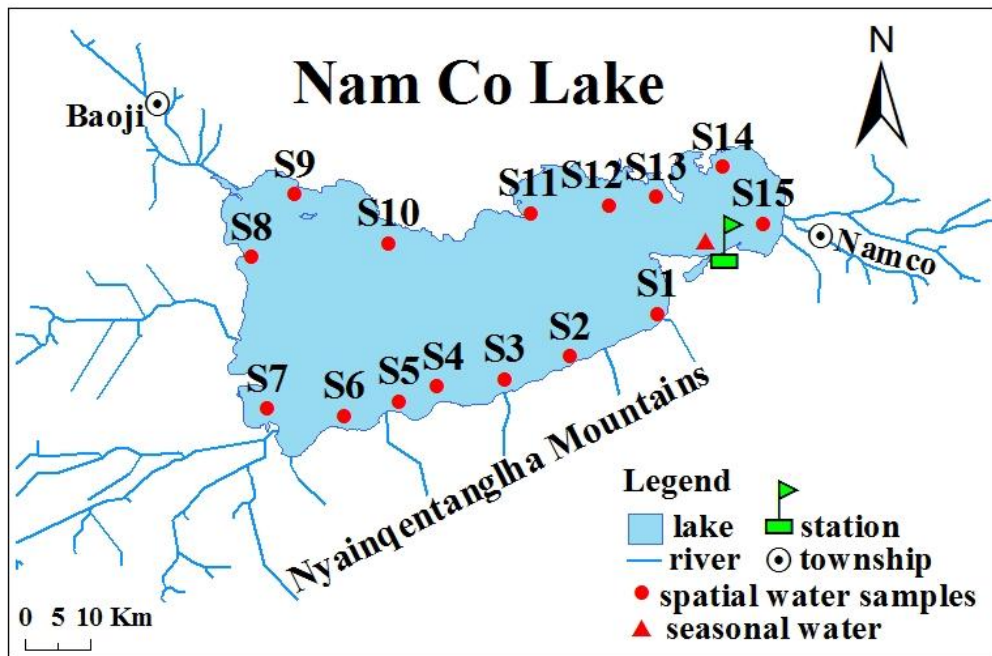 Nam Co Lake
N
Baoji
S9
S14
S13
S12
S11
S15
S10
S8
Namco
S1
S2
S3
S4
S5
S6
S7
Nyainqentanglha Mountains
Legend
lake
station
river
township
spatial water samples
seasonal water
0 5 10 Km